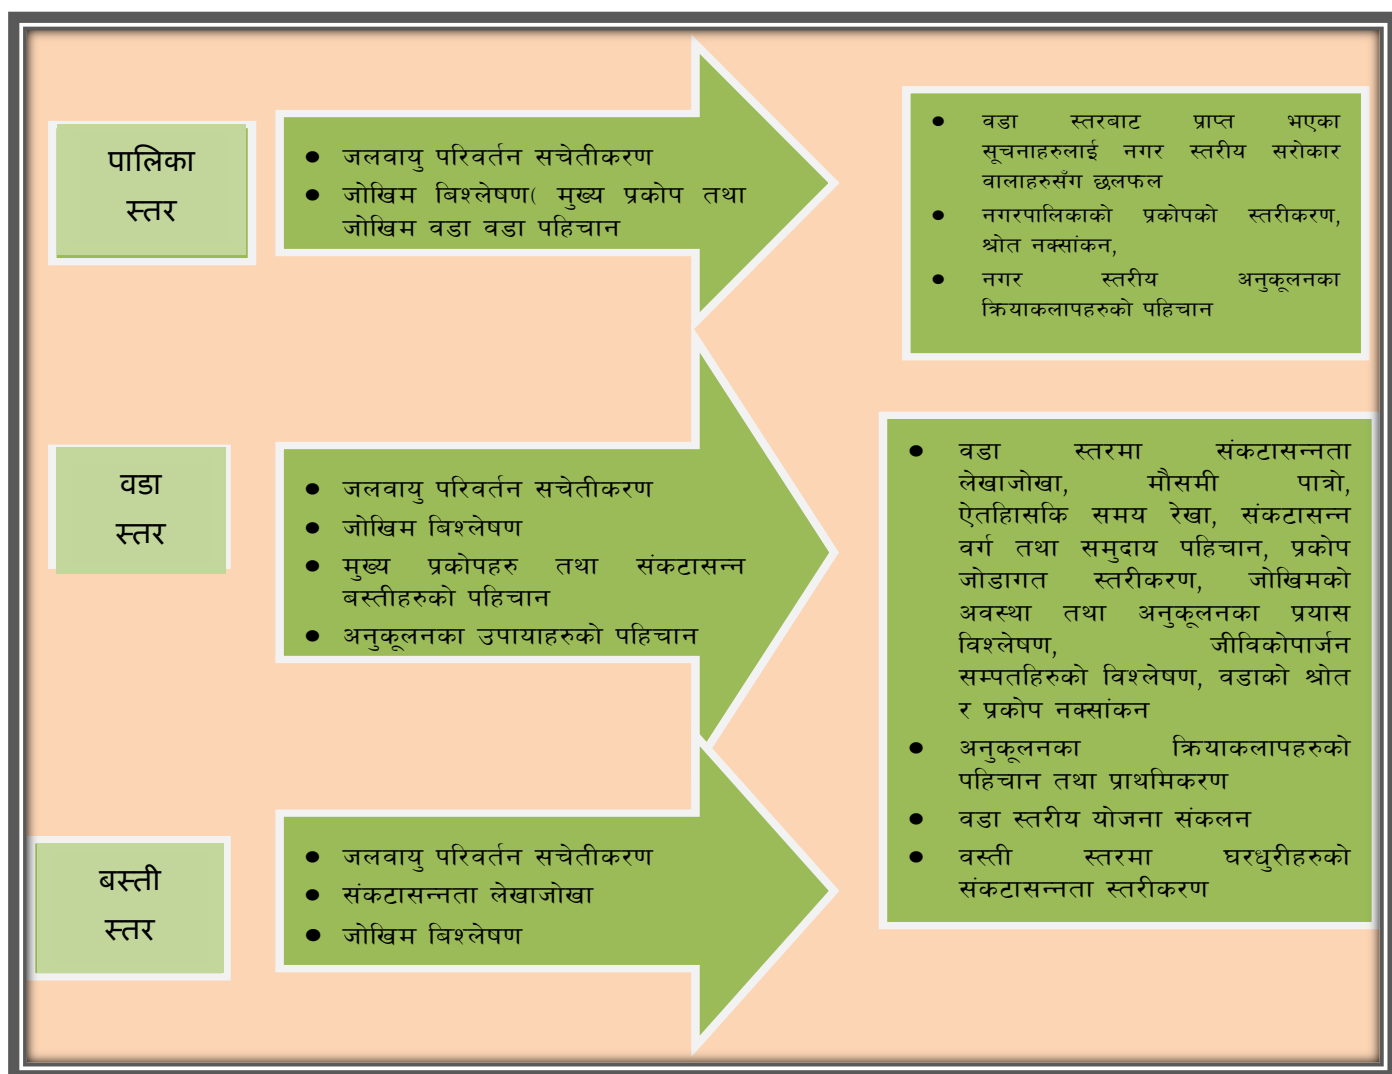 पालिका
स्तर
● जलवायु परिवर्तन सचेतीकरण
● जोखिम बिश्लेषण( मुख्य प्रकोप तथा
जोखिम वडा वडा पहिचान
● वडा स्तरबाट प्राप्त भएका
सूचनाहरुलाई नगर स्तरीय सरोकार
वालाहरुसँग छलफल
● नगरपालिकाको प्रकोपको स्तरीकरण,
श्रोत नक्सांकन,
● नगर स्तरीय अनुकूलनका
क्रियाकलापहरुको पहिचान
वडा
स्तर
● जलवायु परिवर्तन सचेतीकरण
● जोखिम बिश्लेषण
● मुख्य प्रकोपहरु तथा संकटासन्न
बस्तीहरुको पहिचान
● अनुकूलनका उपायाहरुको पहिचान
● वडा स्तरमा संकटासन्नता
लेखाजोखा, मौसमी पात्रो,
ऐतहिासकि समय रेखा, संकटासन्न
वर्ग तथा समुदाय पहिचान, प्रकोप
जोडागत स्तरीकरण, जोखिमको
अवस्था तथा अनुकूलनका प्रयास
विश्लेषण, जीविकोपार्जन
सम्पतहिरुको विश्लेषण, वडाको श्रोत
र प्रकोप नक्सांकन
● अनुकूलनका क्रियाकलापहरुको
पहिचान तथा प्राथमिकरण
● वडा स्तरीय योजना संकलन
● वस्ती स्तरमा घरधुरीहरुको
संकटासन्नता स्तरीकरण
बस्ती
स्तर
● जलवायु परिवर्तन सचेतीकरण
● संकटासन्नता लेखाजोखा
● जोखिम बिश्लेषण